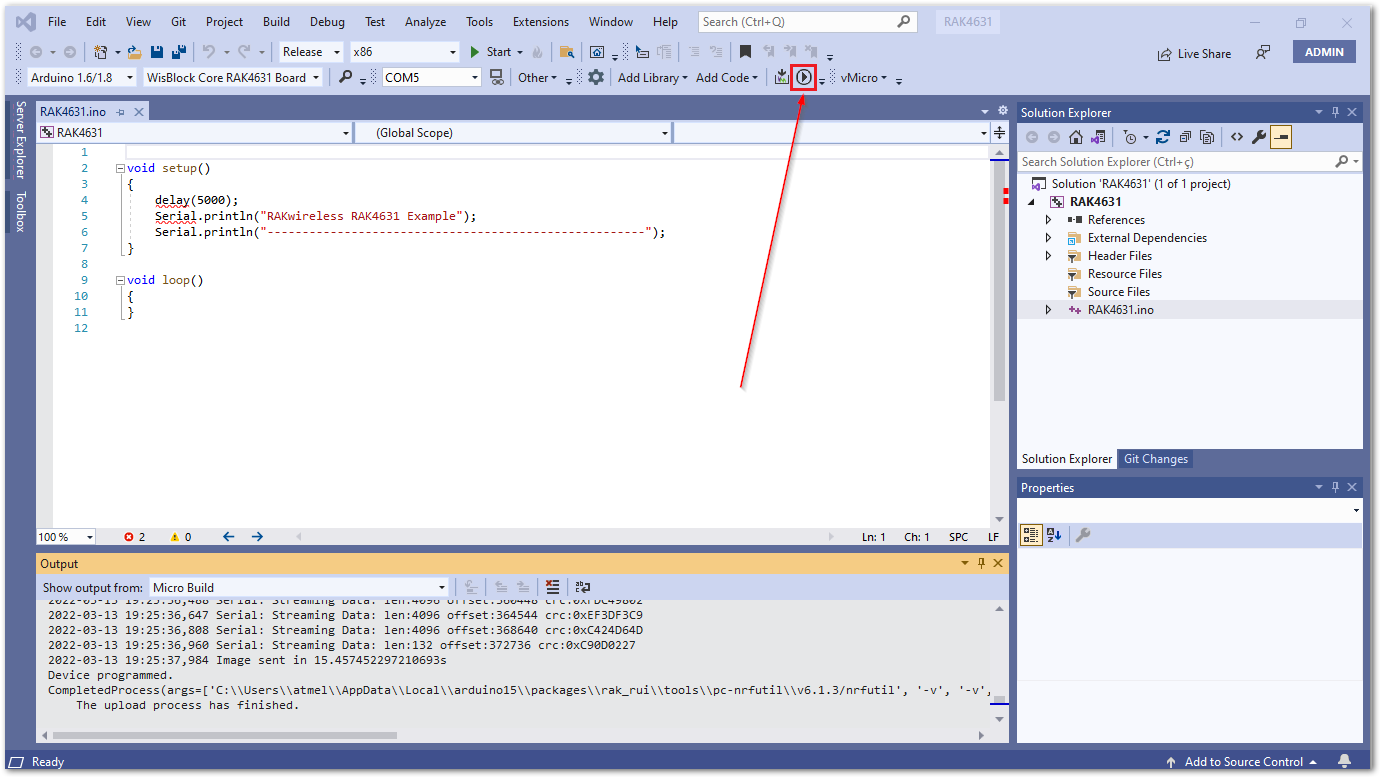 File Edit View Git Project Build Debug Test Analyze Tools Extensions Window Help Search (Ctrl+Q) RAK4631
Release x86 Start Live Share ADMIN
Arduino 1.6/1.8 WisBlock Core RAK4631 Board COM5 Other Add Library Add Code vMicro
Server Explorer
Toolbox
RAK4631.ino
RAK4631 (Global Scope)
1
2 void setup()
3 {
4 delay(5000);
5 Serial.println("RAKwireless RAK4631 Example");
6 Serial.println("------------------------------------------------------");
7 }
8
9 void loop()
10 {
11 }
12
100 % 2 0 Ln: 1 Ch: 1 SPC LF
Output
Show output from: Micro Build
2022-03-13 19:25:36,488 Serial: Streaming Data: len:4096 offset:360448 crc:0xFDC49802
2022-03-13 19:25:36,647 Serial: Streaming Data: len:4096 offset:364544 crc:0xEF3DF3C9
2022-03-13 19:25:36,808 Serial: Streaming Data: len:4096 offset:368640 crc:0xC424D64D
2022-03-13 19:25:36,960 Serial: Streaming Data: len:132 offset:372736 crc:0xC90D0227
2022-03-13 19:25:37,984 Image sent in 15.457452297210693s
Device programmed.
CompletedProcess(args=['C:\\Users\\atmel\\AppData\\Local\\arduino15\\packages\\rak_rui\\tools\\pc-nrfutil\\v6.1.3/nrfutil', '-v', '-v',
The upload process has finished.
Solution Explorer
Search Solution Explorer (Ctrl+ç)
Solution 'RAK4631' (1 of 1 project)
RAK4631
References
External Dependencies
Header Files
Resource Files
Source Files
RAK4631.ino
Solution Explorer Git Changes
Properties
Ready Add to Source Control